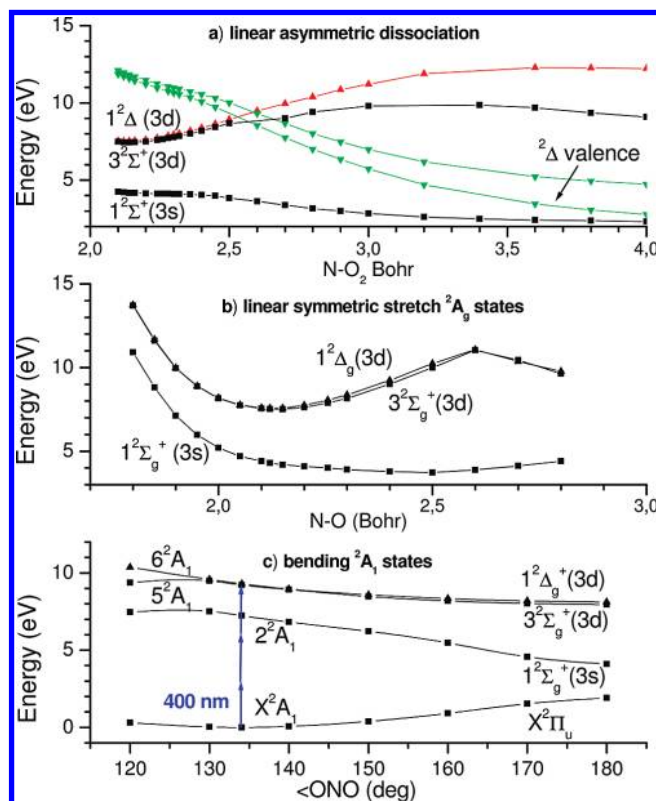 a) linear asymmetric dissociation
15
10
5
Energy (eV)
1²Δ (3d)
3²Σ⁺(3d)
1²Σ⁺(3s)
²Δ valence
2,0 2,5 3,0 3,5 4,0
N-O₂ Bohr
b) linear symmetric stretch ²A_g states
15
10
5
Energy (eV)
1²Δ_g(3d)
3²Σ_g⁺(3d)
1²Σ_g⁺ (3s)
2,0 2,5 3,0
N-O (Bohr)
c) bending ²A₁ states
10
5
0
Energy (eV)
6²A₁
5²A₁
2²A₁
400 nm
X²A₁
1²Δ_g⁺(3d)
3²Σ_g⁺(3d)
1²Σ_g⁺(3s)
X²Π_u
120 130 140 150 160 170 180
<ONO (deg)